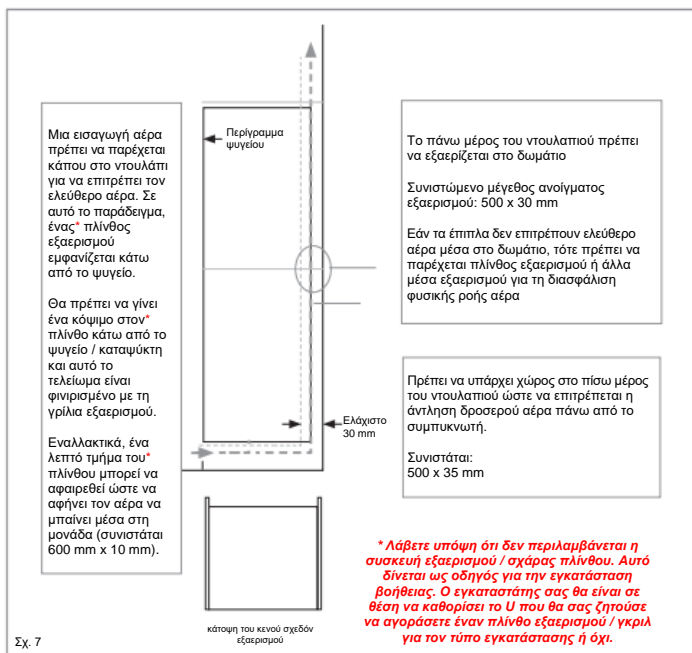 Μια εισαγωγή αέρα
πρέπει να παρέχεται
κάπου στο ντουλάπι
για να επιτρέπει τον
ελεύθερο αέρα. Σε
αυτό το παράδειγμα,
ένας* πλίνθος
εξαερισμού
εμφανίζεται κάτω
από το ψυγείο.
Θα πρέπει να γίνει
ένα κόψιμο στον*
πλίνθο κάτω από το
ψυγείο / καταψύκτη
και αυτό το
τελείωμα είναι
φινιρισμένο με τη
γρίλια εξαερισμού.
Εναλλακτικά, ένα
λεπτό τμήμα του*
πλίνθου μπορεί να
αφαιρεθεί ώστε να
αφήνει τον αέρα να
μπαίνει μέσα στη
μονάδα (συνιστάται
600 mm x 10 mm).
Περίγραμμα
ψυγείου
Ελάχιστο
30 mm
Το πάνω μέρος του ντουλαπιού πρέπει
να εξαερίζεται στο δωμάτιο
Συνιστώμενο μέγεθος ανοίγματος
εξαερισμού: 500 x 30 mm
Εάν τα έπιπλα δεν επιτρέπουν ελεύθερο
αέρα μέσα στο δωμάτιο, τότε πρέπει να
παρέχεται πλίνθος εξαερισμού ή άλλα
μέσα εξαερισμού για τη διασφάλιση
φυσικής ροής αέρα
Πρέπει να υπάρχει χώρος στο πίσω μέρος
του ντουλαπιού ώστε να επιτρέπεται η
άντληση δροσερού αέρα πάνω από το
συμπυκνωτή.
Συνιστάται:
500 x 35 mm
* Λάβετε υπόψη ότι δεν περιλαμβάνεται η
συσκευή εξαερισμού / σχάρας πλίνθου. Αυτό
δίνεται ως οδηγός για την εγκατάσταση
βοήθειας. Ο εγκαταστάτης σας θα είναι σε
θέση να καθορίσει το U που θα σας ζητούσε
να αγοράσετε έναν πλίνθο εξαερισμού / γκριλ
για τον τύπο εγκατάστασης ή όχι.
κάτοψη του κενού σχεδόν
εξαερισμού
Σχ. 7